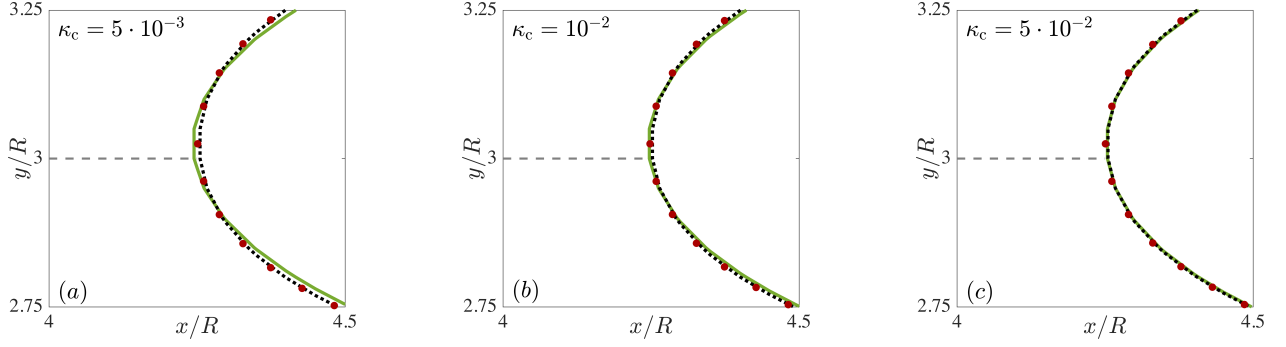 3.25
κc = 5 · 10−3
y/R
3
2.75
(a)
4
x/R
4.5
3.25
κc = 10−2
y/R
3
2.75
(b)
4
x/R
4.5
3.25
κc = 5 · 10−2
y/R
3
2.75
(c)
4
x/R
4.5